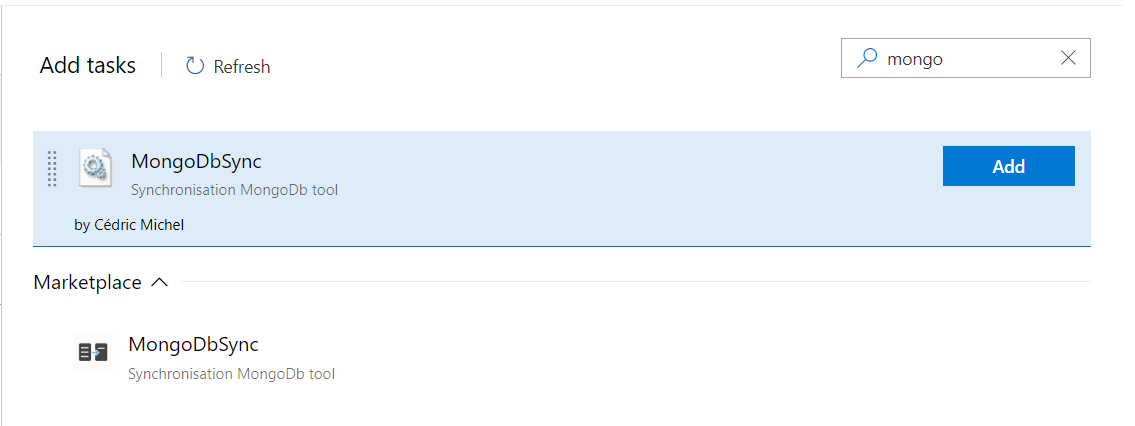 Add tasks
Refresh
mongo
MongoDbSync
Add
Synchronisation MongoDb tool
by Cédric Michel
Marketplace
MongoDbSync
Synchronisation MongoDb tool